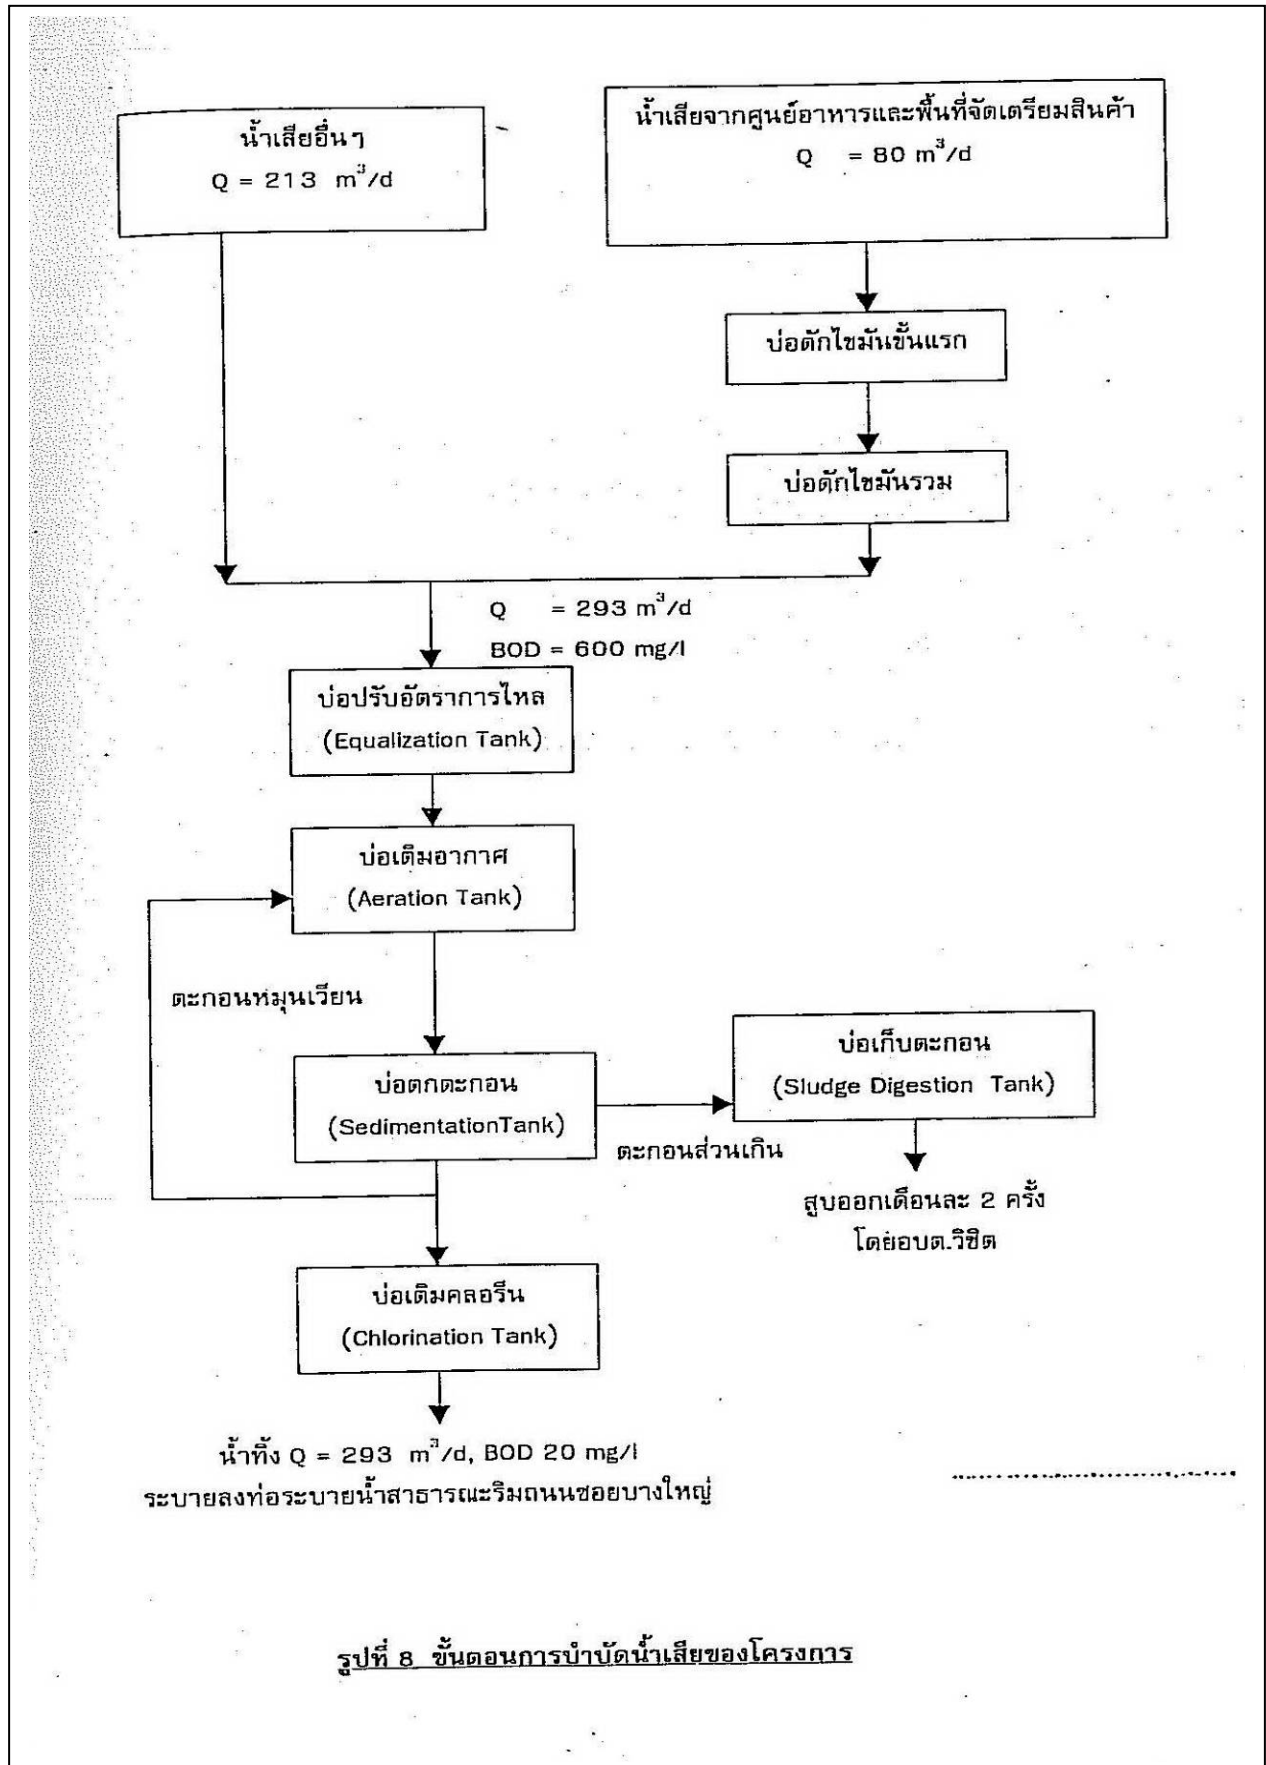 น้ำเสียอื่นๆ
Q = 213 m³/d
น้ำเสียจากศูนย์อาหารและพื้นที่จัดเตรียมสินค้า
Q = 80 m³/d
บ่อดักไขมันขั้นแรก
บ่อดักไขมันรวม
Q = 293 m³/d
BOD = 600 mg/l
บ่อปรับอัตราการไหล
(Equalization Tank)
บ่อเติมอากาศ
(Aeration Tank)
ตะกอนหมุนเวียน
บ่อตกตะกอน
(SedimentationTank)
ตะกอนส่วนเกิน
บ่อเก็บตะกอน
(Sludge Digestion Tank)
สูบออกเดือนละ 2 ครั้ง
โดยอบต.วิชิต
บ่อเติมคลอรีน
(Chlorination Tank)
น้ำทิ้ง Q = 293 m³/d, BOD 20 mg/l
ระบายลงท่อระบายน้ำสาธารณะริมถนนซอยบางใหญ่
รูปที่ 8 ขั้นตอนการบำบัดน้ำเสียของโครงการ